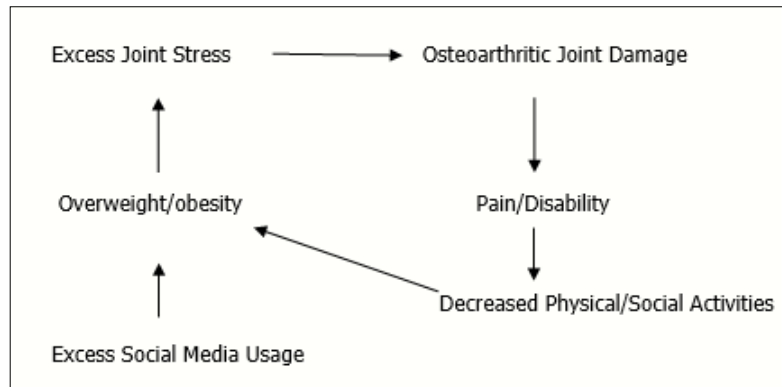 Excess Joint Stress
Osteoarthritic Joint Damage
Overweight/obesity
Pain/Disability
Decreased Physical/Social Activities
Excess Social Media Usage